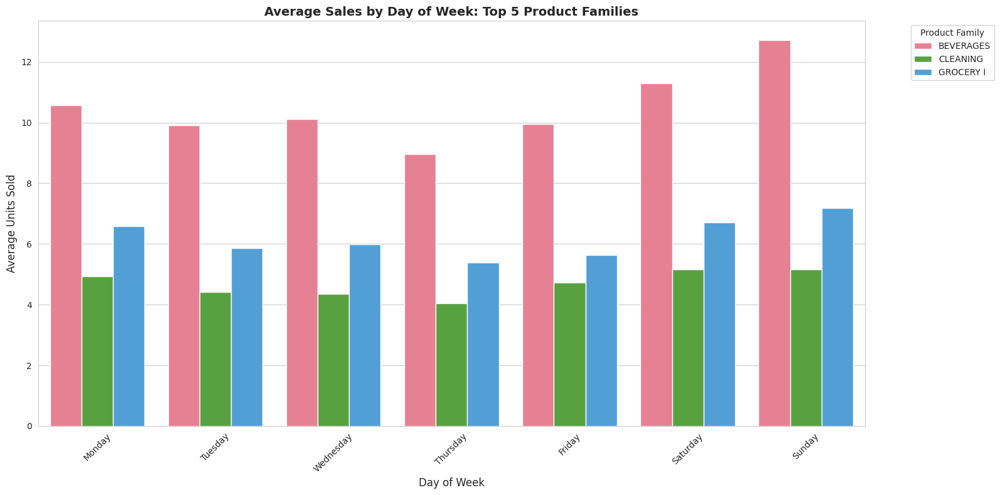 Average Sales by Day of Week: Top 5 Product Families
Product Family
BEVERAGES
CLEANING
GROCERY I
Average Units Sold
12
10
8
6
4
2
0
Monday
Tuesday
Wednesday
Thursday
Friday
Saturday
Sunday
Day of Week